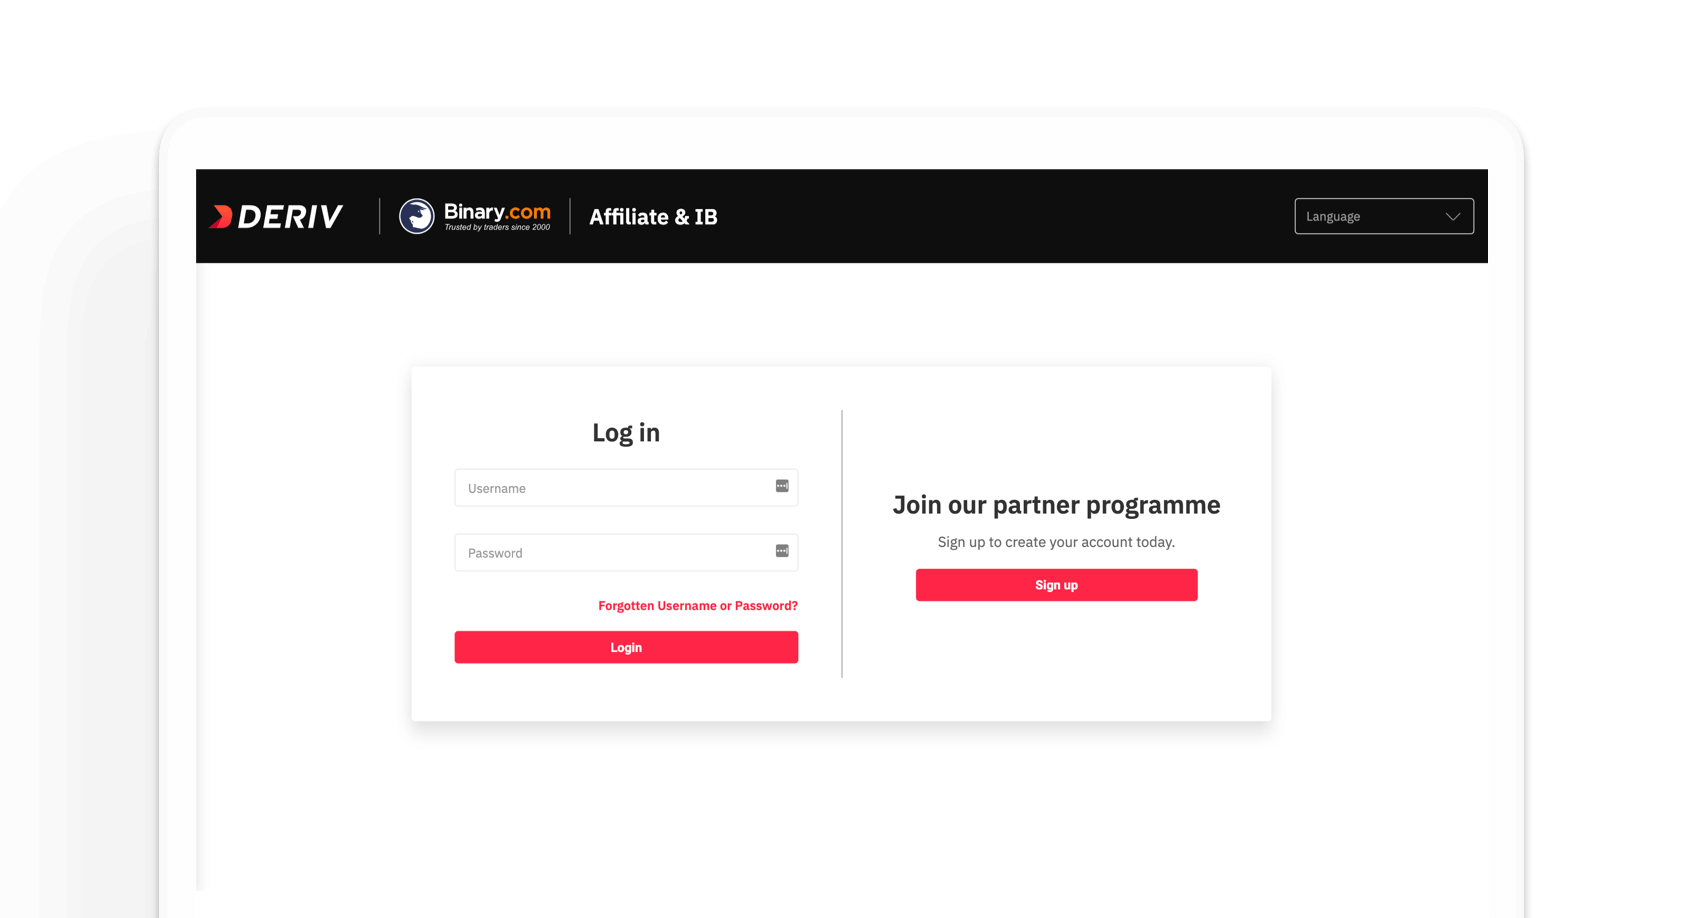 DERIV
Binary.com
Trusted by traders since 2000
Affiliate & IB
Language
Log in
Username
Password
Forgotten Username or Password?
Login
Join our partner programme
Sign up to create your account today.
Sign up